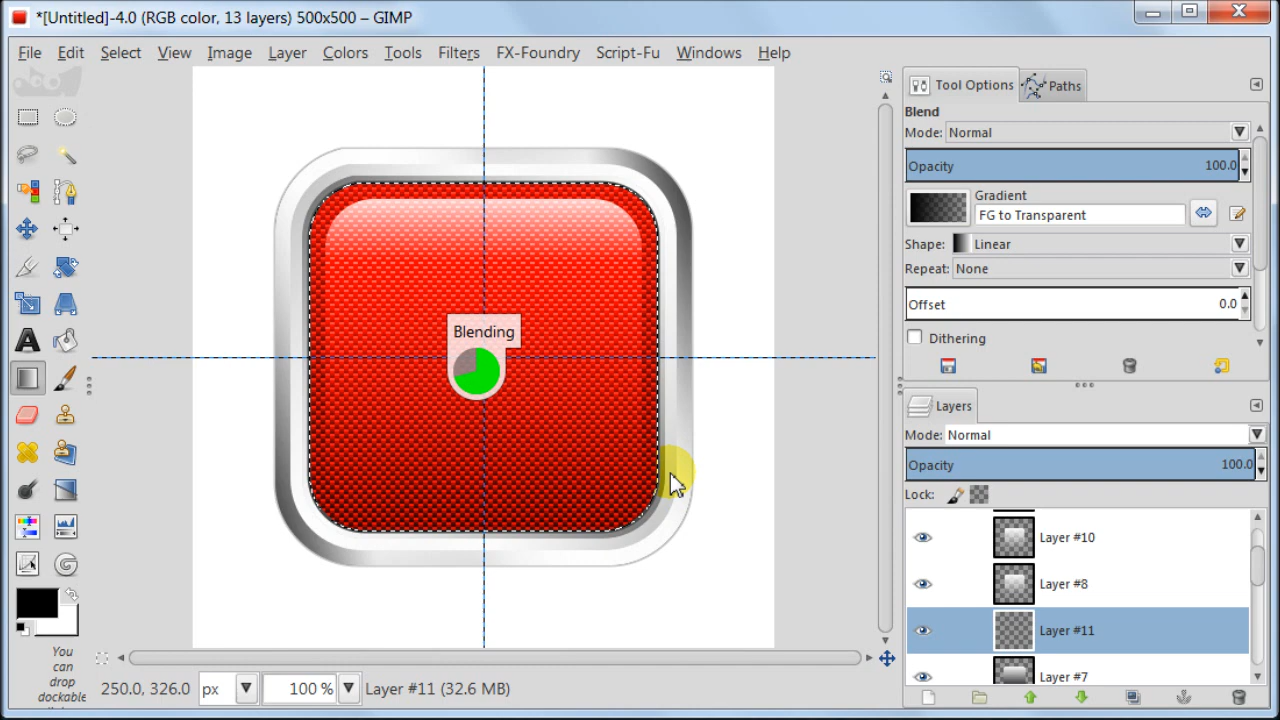 *[Untitled]-4.0 (RGB color, 13 layers) 500x500 – GIMP
File Edit Select View Image Layer Colors Tools Filters FX-Foundry Script-Fu Windows Help
Tool Options Paths
Blend
Mode: Normal
Opacity 100.0
Gradient
FG to Transparent
Shape: Linear
Repeat: None
Offset 0.0
Dithering
Blending
Layers
Mode: Normal
Opacity 100.0
Lock:
Layer #10
Layer #8
Layer #11
Layer #7
You
can
drop
dockable
250.0, 326.0 px 100 % Layer #11 (32.6 MB)